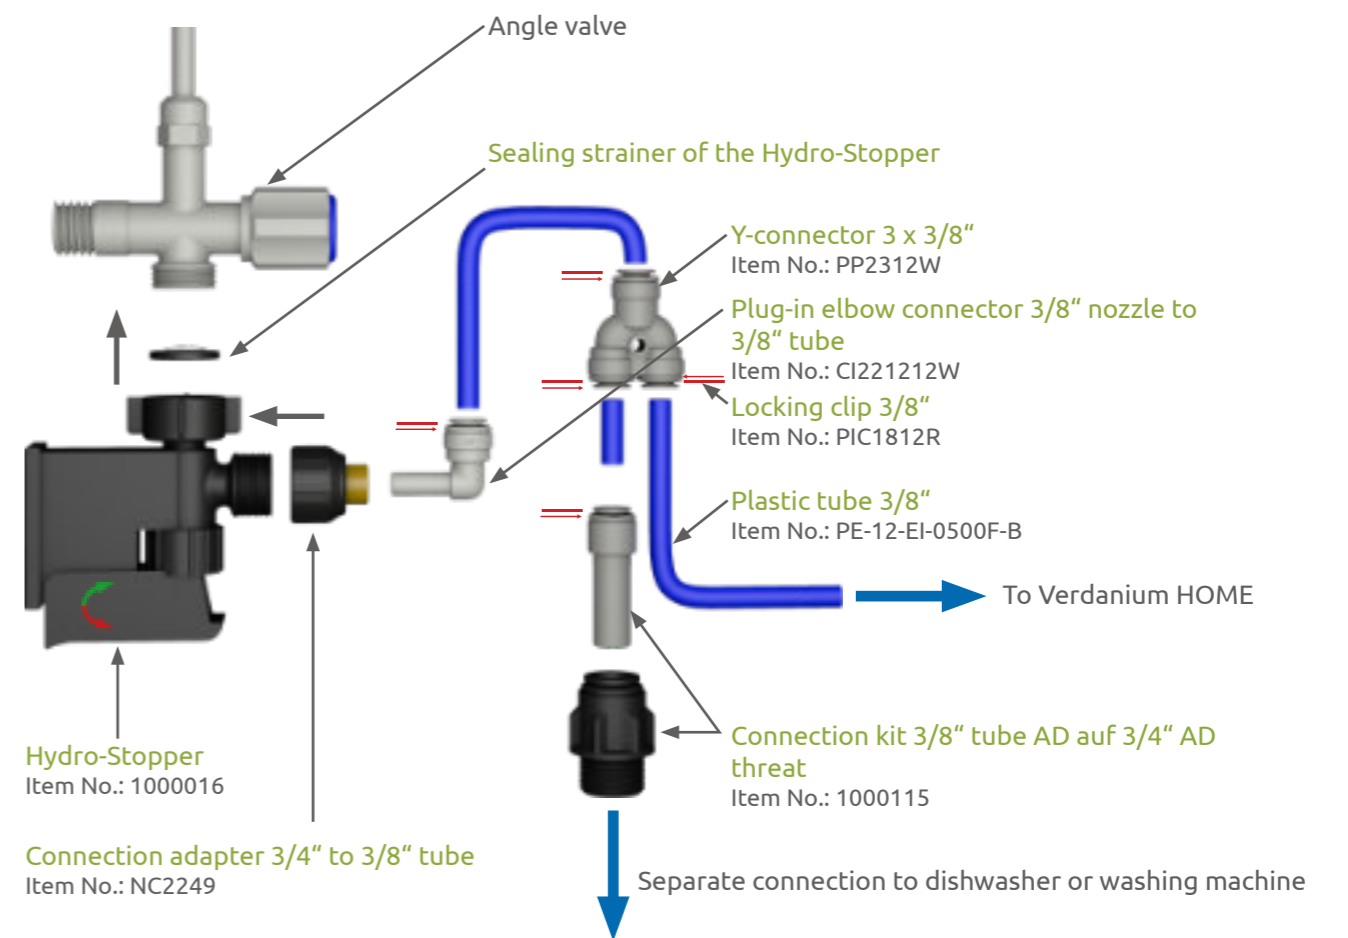 Angle valve
Sealing strainer of the Hydro-Stopper
Y-connector 3 x 3/8“
Item No.: PP2312W
Plug-in elbow connector 3/8“ nozzle to
3/8“ tube
Item No.: CI221212W
Locking clip 3/8“
Item No.: PIC1812R
Plastic tube 3/8“
Item No.: PE-12-EI-0500F-B
To Verdanium HOME
Connection kit 3/8“ tube AD auf 3/4“ AD
threat
Item No.: 1000115
Hydro-Stopper
Item No.: 1000016
Connection adapter 3/4“ to 3/8“ tube
Item No.: NC2249
Separate connection to dishwasher or washing machine